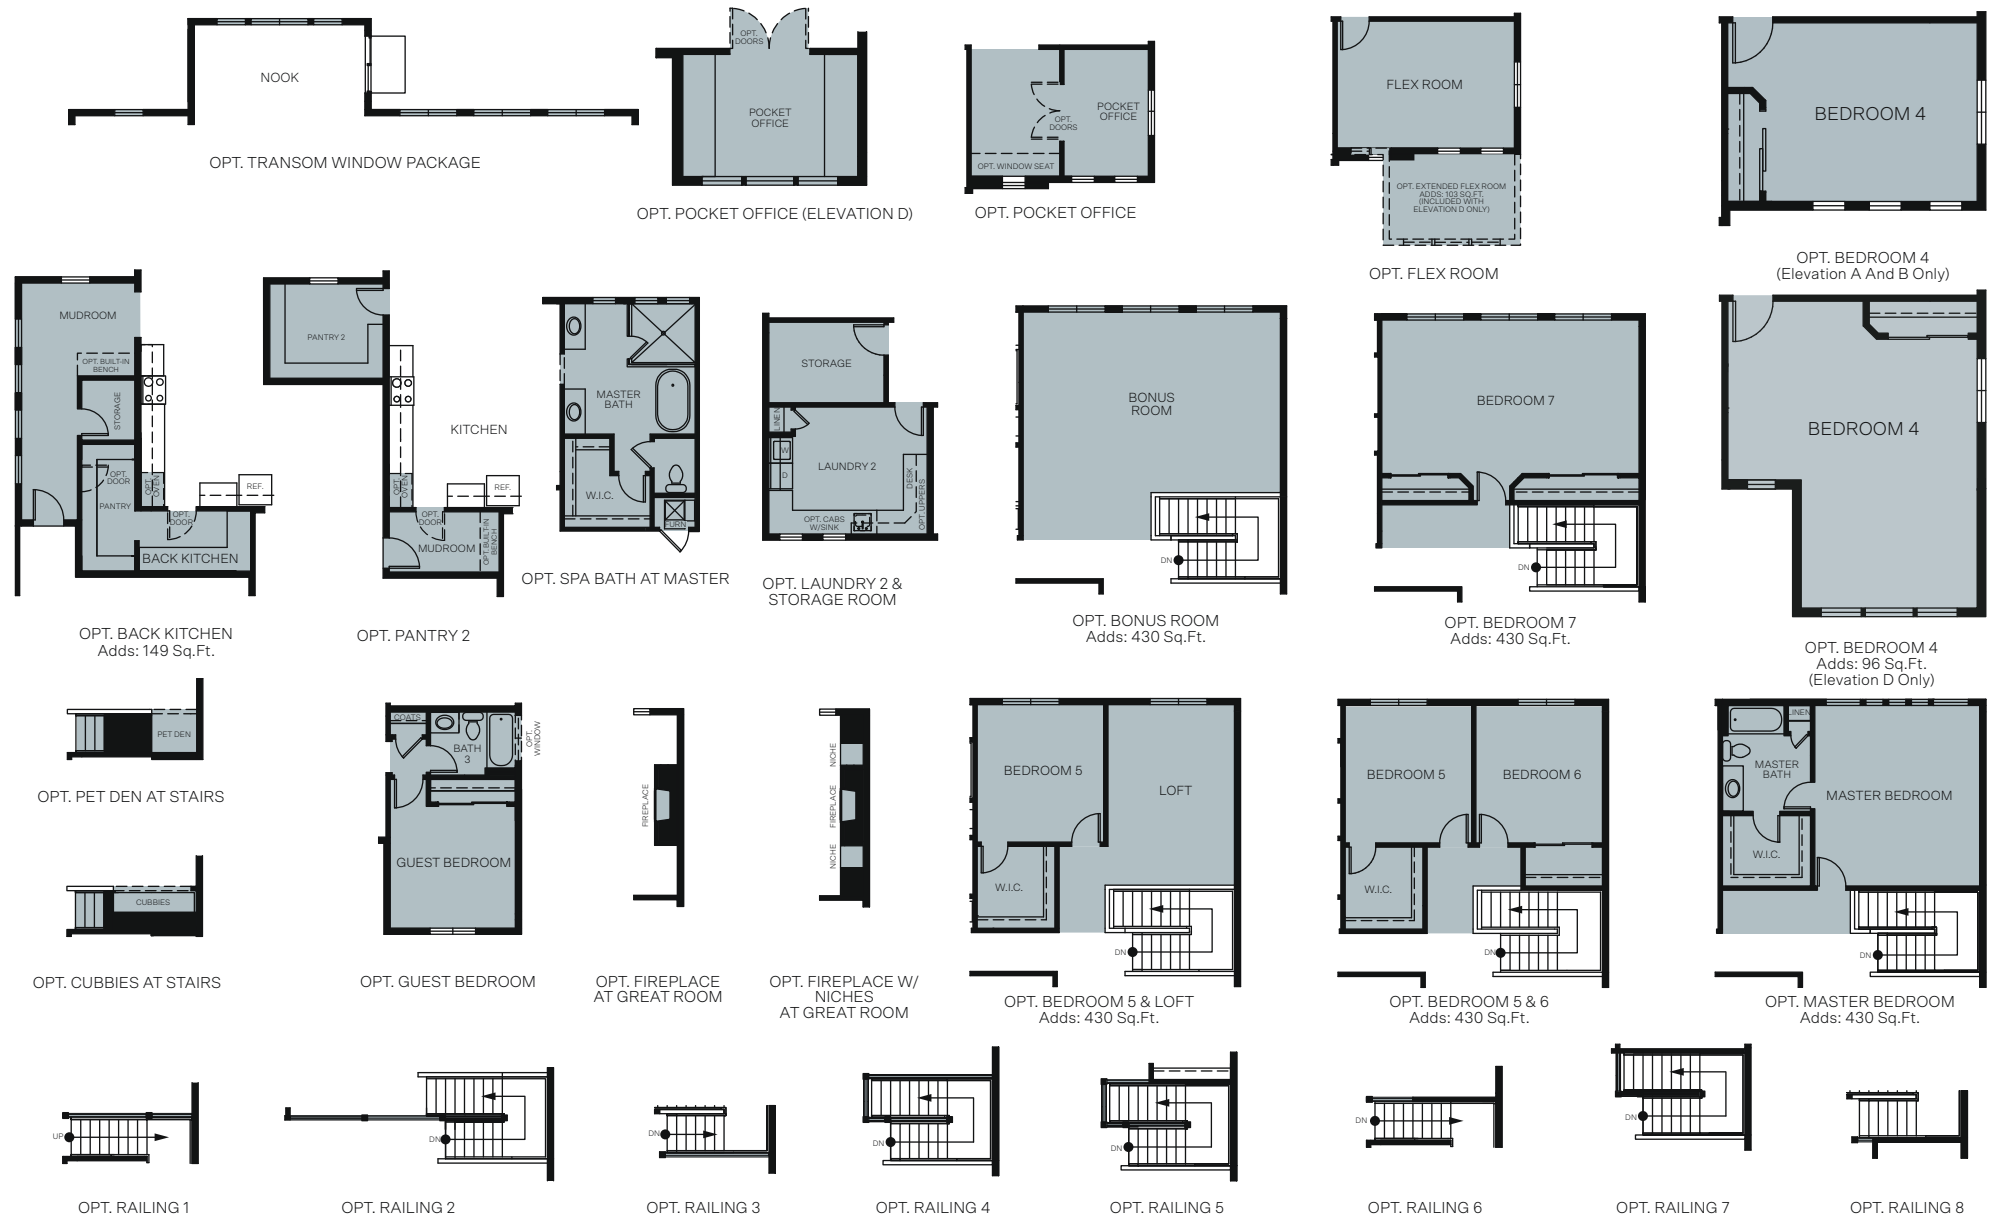 NOOK
OPT. TRANSOM WINDOW PACKAGE
OPT.
DOORS
POCKET
OFFICE
OPT. POCKET OFFICE (ELEVATION D)
POCKET
OFFICE
OPT.
DOORS
OPT. WINDOW SEAT
OPT. POCKET OFFICE
FLEX ROOM
OPT. EXTENDED FLEX ROOM
ADDS: 103 SQ.FT.
(INCLUDED WITH
ELEVATION D ONLY)
OPT. FLEX ROOM
BEDROOM 4
OPT. BEDROOM 4
(Elevation A And B Only)
MUDROOM
OPT. BUILT-IN
BENCH
STORAGE
OPT.
DOOR
PANTRY
OPT.
OVEN
REF.
OPT.
DOOR
BACK KITCHEN
OPT. BACK KITCHEN
Adds: 149 Sq.Ft.
PANTRY 2
KITCHEN
OPT.
OVEN
REF.
OPT.
DOOR
MUDROOM
OPT. BUILT-IN
BENCH
OPT. PANTRY 2
MASTER
BATH
W.I.C.
FURN
OPT. SPA BATH AT MASTER
STORAGE
LINEN
W
D
LAUNDRY 2
DESK
OPT. UPPERS
OPT. CABS
W/SINK
OPT. LAUNDRY 2 &
STORAGE ROOM
BONUS
ROOM
DN
OPT. BONUS ROOM
Adds: 430 Sq.Ft.
BEDROOM 7
DN
OPT. BEDROOM 7
Adds: 430 Sq.Ft.
BEDROOM 4
OPT. BEDROOM 4
Adds: 96 Sq.Ft.
(Elevation D Only)
PET DEN
OPT. PET DEN AT STAIRS
CUBBIES
OPT. CUBBIES AT STAIRS
COATS
BATH
3
OPT.
WINDOW
GUEST BEDROOM
OPT. GUEST BEDROOM
FIREPLACE
OPT. FIREPLACE
AT GREAT ROOM
NICHE
FIREPLACE
NICHE
OPT. FIREPLACE W/
NICHES
AT GREAT ROOM
BEDROOM 5
LOFT
W.I.C.
DN
OPT. BEDROOM 5 & LOFT
Adds: 430 Sq.Ft.
BEDROOM 5
BEDROOM 6
W.I.C.
DN
OPT. BEDROOM 5 & 6
Adds: 430 Sq.Ft.
LINEN
MASTER
BATH
MASTER BEDROOM
W.I.C.
DN
OPT. MASTER BEDROOM
Adds: 430 Sq.Ft.
UP
OPT. RAILING 1
DN
OPT. RAILING 2
DN
OPT. RAILING 3
DN
OPT. RAILING 4
DN
OPT. RAILING 5
DN
OPT. RAILING 6
DN
OPT. RAILING 7
OPT. RAILING 8